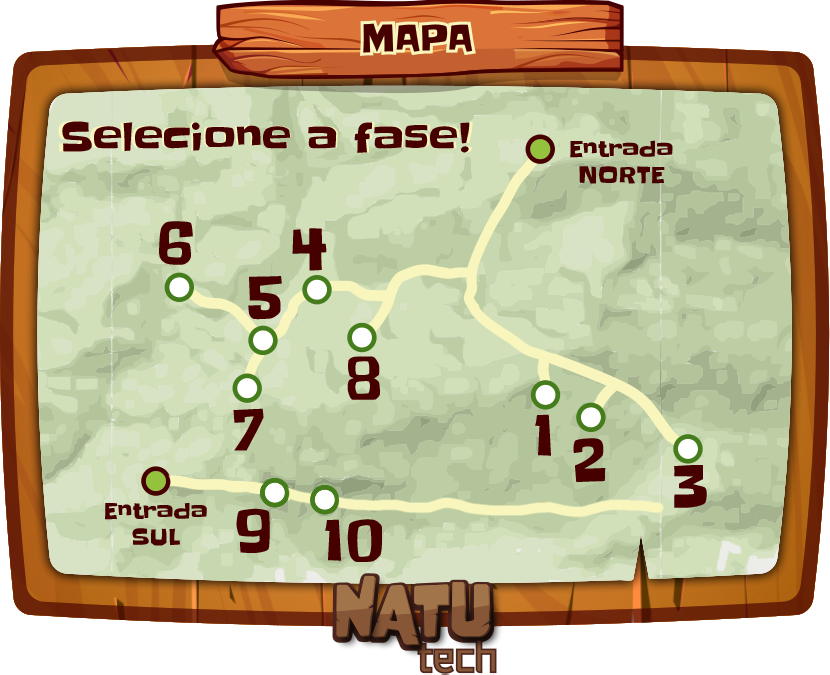 MAPA
Selecione a fase!
Entrada
NORTE
6
4
5
8
7
1
2
3
Entrada
SUL
9
10
NATU
tech